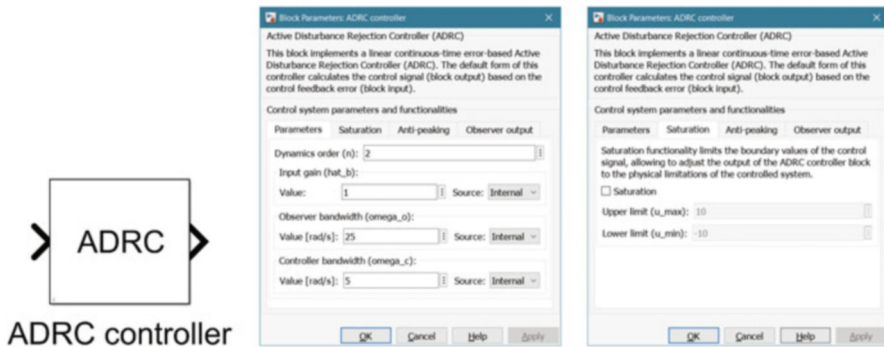 ADRC
ADRC controller
Block Parameters: ADRC controller
Active Disturbance Rejection Controller (ADRC)
This block implements a linear continuous-time error-based Active
Disturbance Rejection Controller (ADRC). The default form of this
controller calculates the control signal (block output) based on the
control feedback error (block input).
Control system parameters and functionalities
Parameters Saturation Anti-peaking Observer output
Dynamics order (n): 2
Input gain (hat_b):
Value: 1 Source: Internal
Observer bandwidth (omega_o):
Value [rad/s]: 25 Source: Internal
Controller bandwidth (omega_c):
Value [rad/s]: 5 Source: Internal
OK Cancel Help Apply
Block Parameters: ADRC controller
Active Disturbance Rejection Controller (ADRC)
This block implements a linear continuous-time error-based Active
Disturbance Rejection Controller (ADRC). The default form of this
controller calculates the control signal (block output) based on the
control feedback error (block input).
Control system parameters and functionalities
Parameters Saturation Anti-peaking Observer output
Saturation functionality limits the boundary values of the control
signal, allowing to adjust the output of the ADRC controller block
to the physical limitations of the controlled system.
Saturation
Upper limit (u_max): 10
Lower limit (u_min): -10
OK Cancel Help Apply